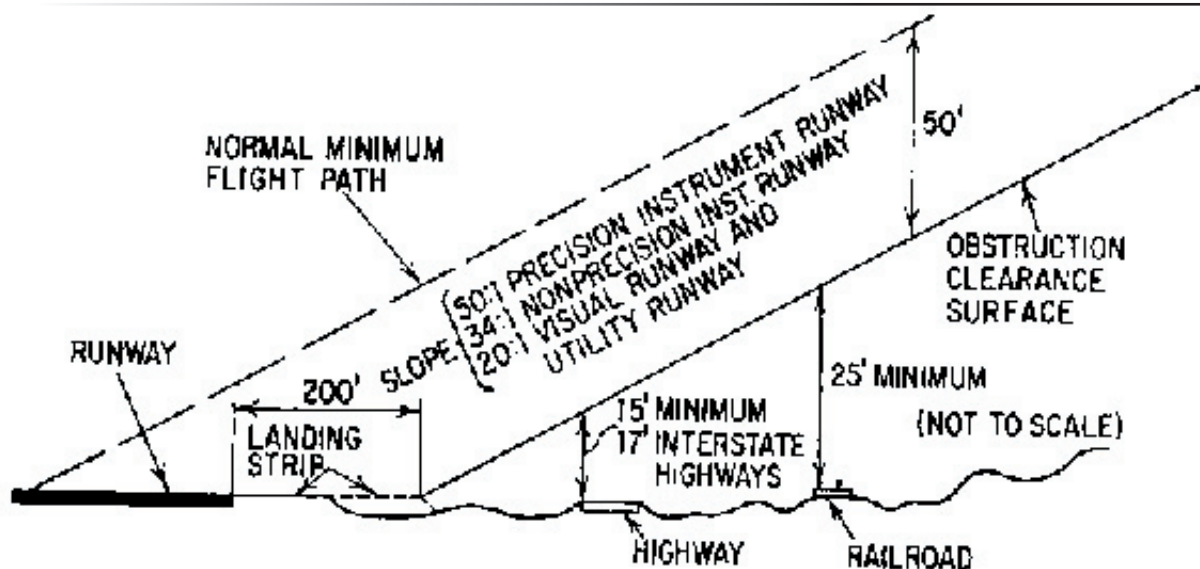 NORMAL MINIMUM
FLIGHT PATH
RUNWAY
200'
SLOPE
50:1 PRECISION INSTRUMENT RUNWAY
34:1 NONPRECISION INST. RUNWAY
20:1 VISUAL RUNWAY AND
UTILITY RUNWAY
50'
OBSTRUCTION
CLEARANCE
SURFACE
LANDING
STRIP
15' MINIMUM
17' INTERSTATE
HIGHWAYS
25' MINIMUM
(NOT TO SCALE)
HIGHWAY
RAILROAD